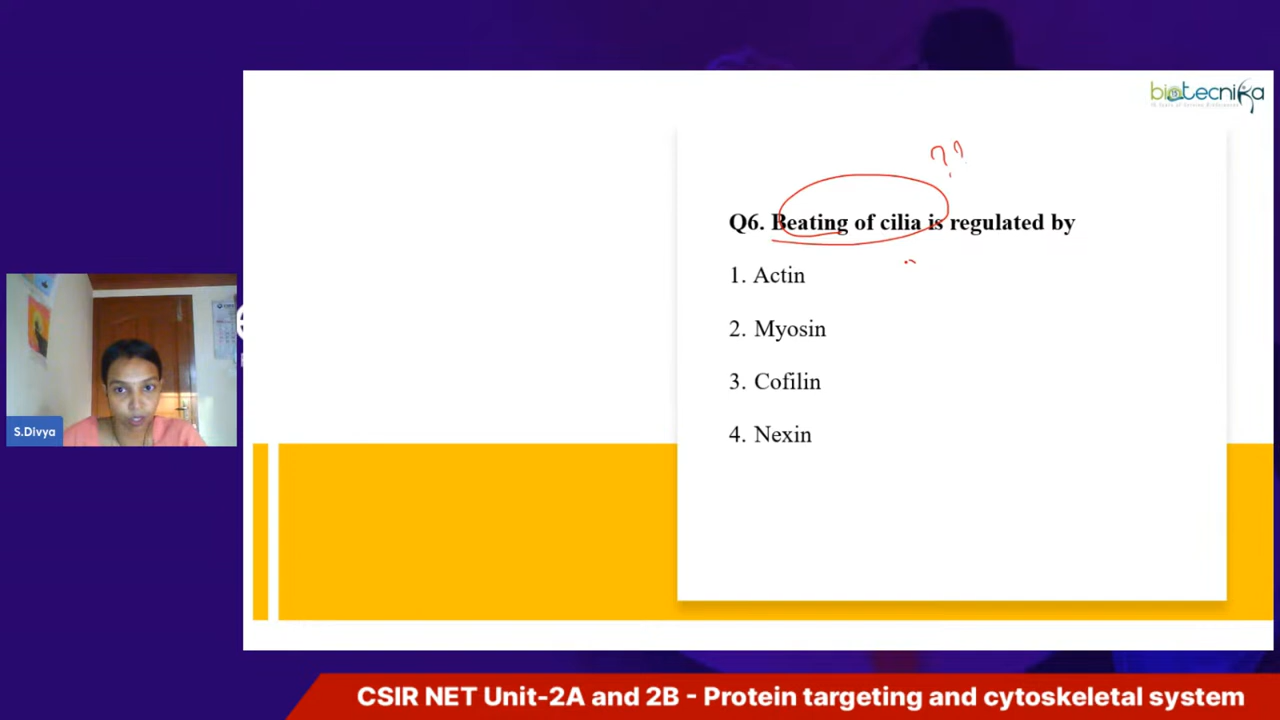 biotecnika
??
Q6. Beating of cilia is regulated by
1. Actin
2. Myosin
3. Cofilin
4. Nexin
S.Divya
CSIR NET Unit-2A and 2B - Protein targeting and cytoskeletal system